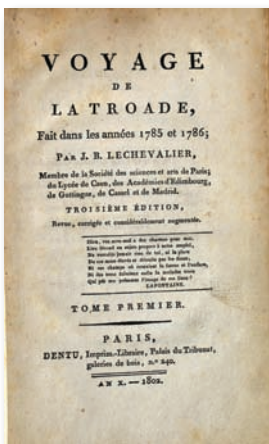 VOYAGE
DE
LA TROADE,
Fait dans les années 1785 et 1786;
PAR J. B. LECHEVALIER,
Membre de la Société des sciences et arts de Paris;
du Lycée de Caen, des Académies d'Edimbourg,
de Gottingue, de Cassel et de Madrid.
TROISIÈME ÉDITION,
Revue, corrigée et considérablement augmentée.
LAFONTAINE.
TOME PREMIER.
PARIS,
DENTU, Imprim.-Libraire, Palais du Tribunat,
galeries de bois, n.º 240.
AN X. — 1802.